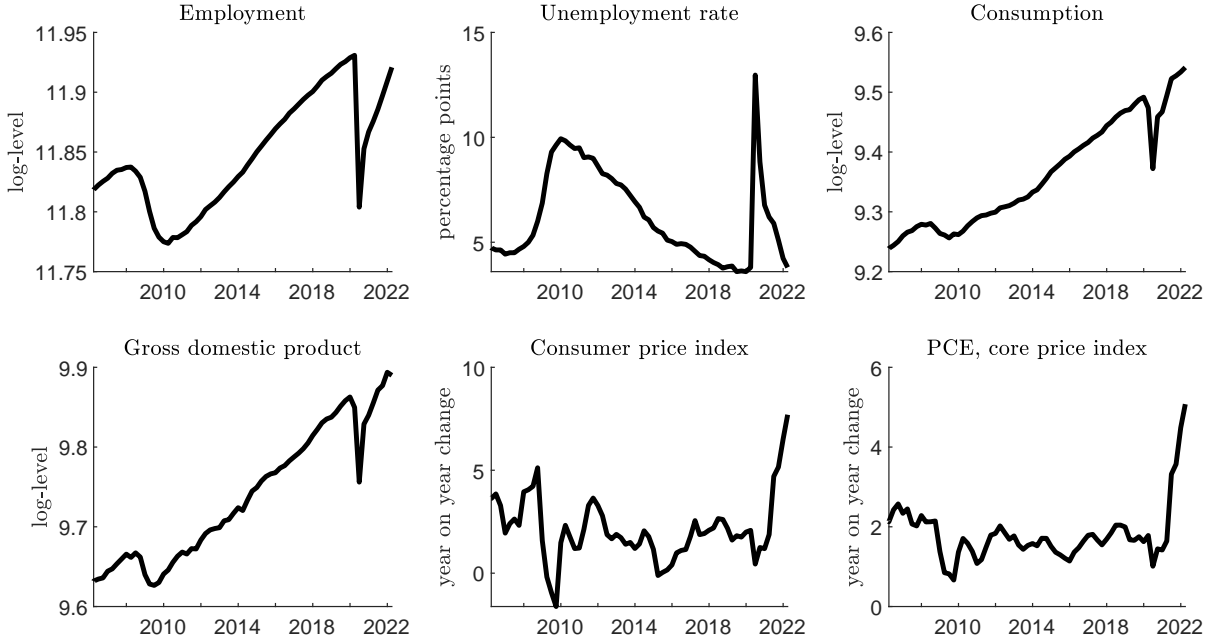 Employment
Unemployment rate
Consumption
log-level
11.95
11.9
11.85
11.8
11.75
2010 2014 2018 2022
percentage points
15
10
5
2010 2014 2018 2022
log-level
9.6
9.5
9.4
9.3
9.2
2010 2014 2018 2022
Gross domestic product
Consumer price index
PCE, core price index
log-level
9.9
9.8
9.7
9.6
2010 2014 2018 2022
year on year change
10
5
0
2010 2014 2018 2022
year on year change
6
4
2
0
2010 2014 2018 2022